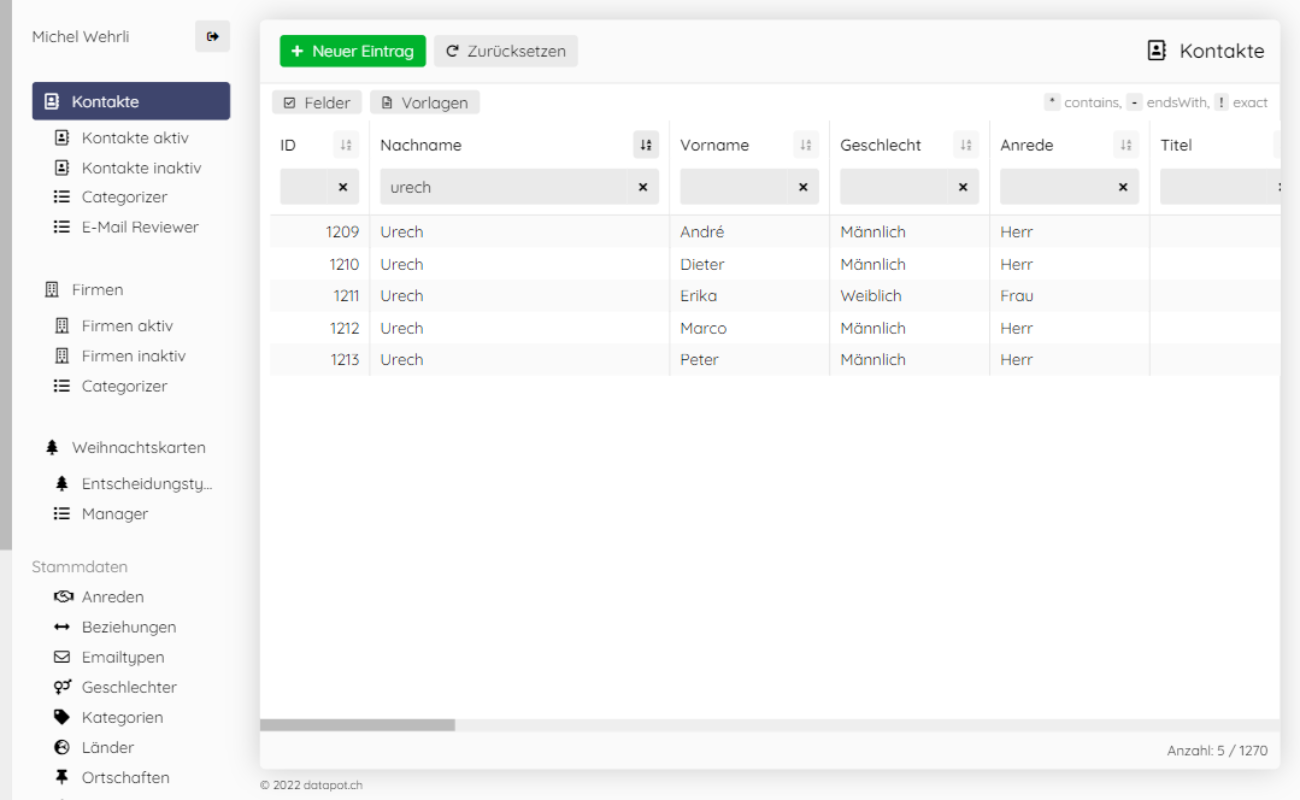 Michel Wehrli
Kontakte
Kontakte aktiv
Kontakte inaktiv
Categorizer
E-Mail Reviewer
Firmen
Firmen aktiv
Firmen inaktiv
Categorizer
Weihnachtskarten
Entscheidungsty...
Manager
Stammdaten
Anreden
Beziehungen
Emailtypen
Geschlechter
Kategorien
Länder
Ortschaften
+ Neuer Eintrag Zurücksetzen Kontakte
Felder Vorlagen * contains, - endsWith, ! exact
ID Nachname Vorname Geschlecht Anrede Titel
urech
1209 Urech André Männlich Herr
1210 Urech Dieter Männlich Herr
1211 Urech Erika Weiblich Frau
1212 Urech Marco Männlich Herr
1213 Urech Peter Männlich Herr
Anzahl: 5 / 1270
© 2022 datapot.ch